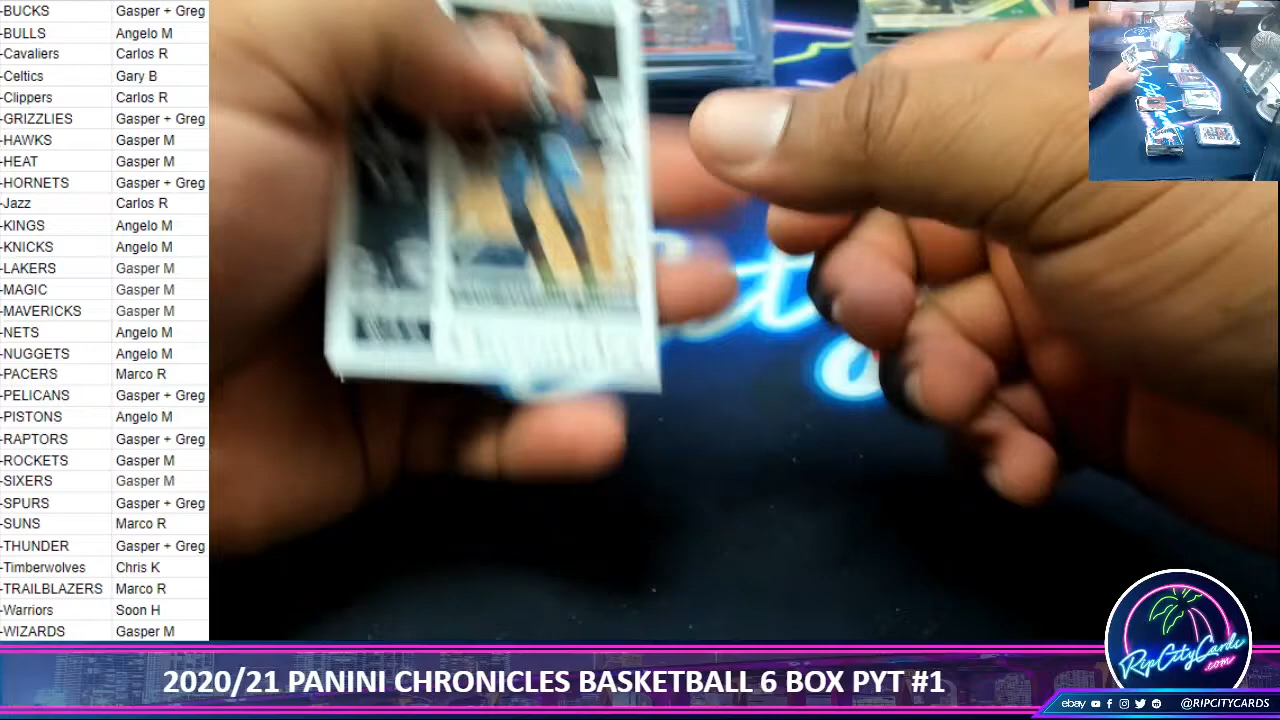 -BUCKS Gasper + Greg
-BULLS Angelo M
-Cavaliers Carlos R
-Celtics Gary B
-Clippers Carlos R
-GRIZZLIES Gasper + Greg
-HAWKS Gasper M
-HEAT Gasper M
-HORNETS Gasper + Greg
-Jazz Carlos R
-KINGS Angelo M
-KNICKS Angelo M
-LAKERS Gasper M
-MAGIC Gasper M
-MAVERICKS Gasper M
-NETS Angelo M
-NUGGETS Angelo M
-PACERS Marco R
-PELICANS Gasper + Greg
-PISTONS Angelo M
-RAPTORS Gasper + Greg
-ROCKETS Gasper M
-SIXERS Gasper M
-SPURS Gasper + Greg
-SUNS Marco R
-THUNDER Gasper + Greg
-Timberwolves Chris K
-TRAILBLAZERS Marco R
-Warriors Soon H
-WIZARDS Gasper M
RipCityCards
.com
2020/21 PANINI CHRONICLES BASKETBALL 6 BOX PYT #1
ebay @RIPCITYCARDS